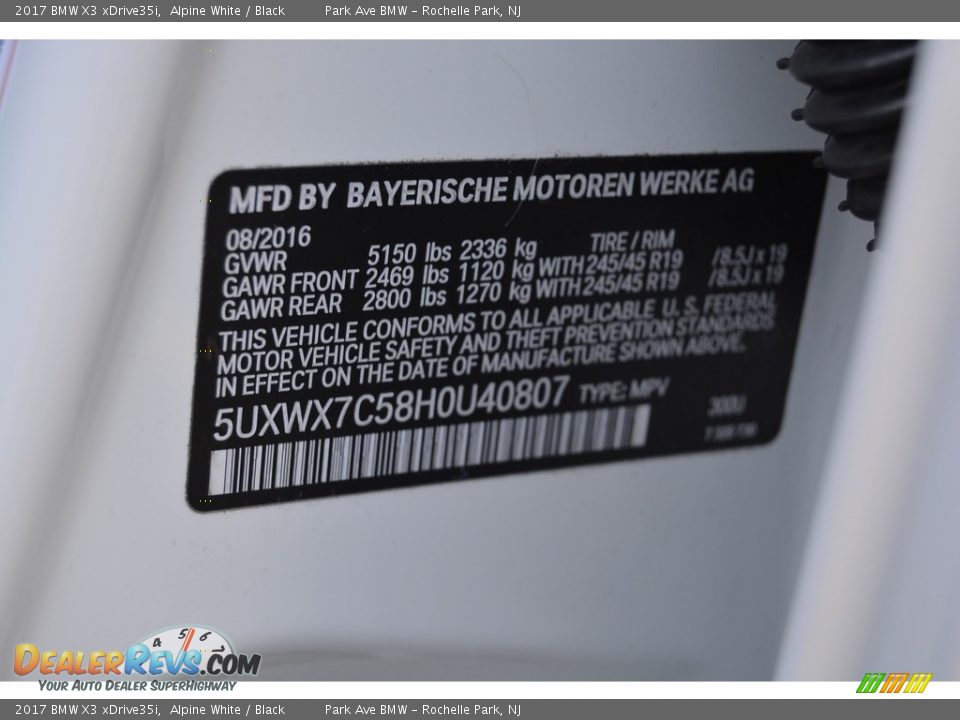 2017 BMW X3 xDrive35i, Alpine White / Black Park Ave BMW - Rochelle Park, NJ
MFD BY BAYERISCHE MOTOREN WERKE AG
08/2016 TIRE / RIM
GVWR 5150 lbs 2336 kg
GAWR FRONT 2469 lbs 1120 kg WITH 245/45 R19 /8.5J x 19
GAWR REAR 2800 lbs 1270 kg WITH 245/45 R19 /8.5J x 19
THIS VEHICLE CONFORMS TO ALL APPLICABLE U. S. FEDERAL
MOTOR VEHICLE SAFETY AND THEFT PREVENTION STANDARDS
IN EFFECT ON THE DATE OF MANUFACTURE SHOWN ABOVE.
5UXWX7C58H0U40807 TYPE: MPV
300U
4 5 6
DEALERREVS.COM
YOUR AUTO DEALER SUPERHIGHWAY
2017 BMW X3 xDrive35i, Alpine White / Black Park Ave BMW - Rochelle Park, NJ